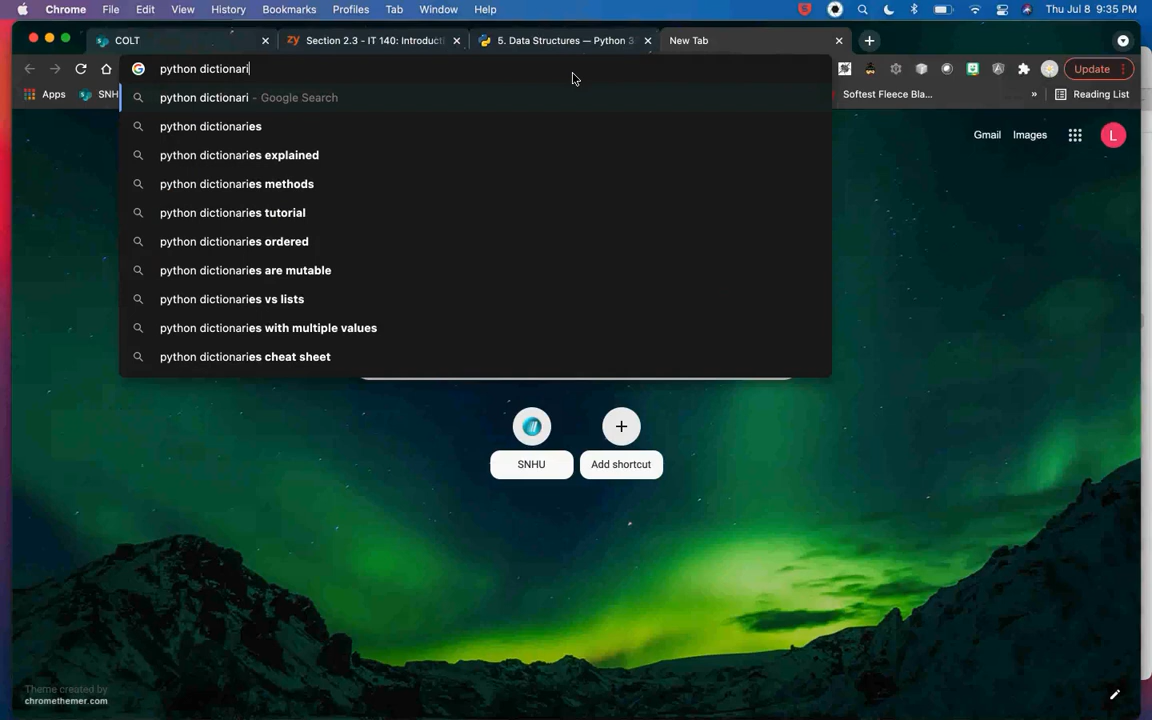 Chrome File Edit View History Bookmarks Profiles Tab Window Help Thu Jul 8 9:35 PM
COLT zy Section 2.3 - IT 140: Introducti 5. Data Structures — Python 3 New Tab
python dictionari Update
Apps SNH Softest Fleece Bla... » Reading List
python dictionari - Google Search
python dictionaries
python dictionaries explained
python dictionaries methods
python dictionaries tutorial
python dictionaries ordered
python dictionaries are mutable
python dictionaries vs lists
python dictionaries with multiple values
python dictionaries cheat sheet
Gmail Images L
SNHU Add shortcut
Theme created by
chromethemer.com